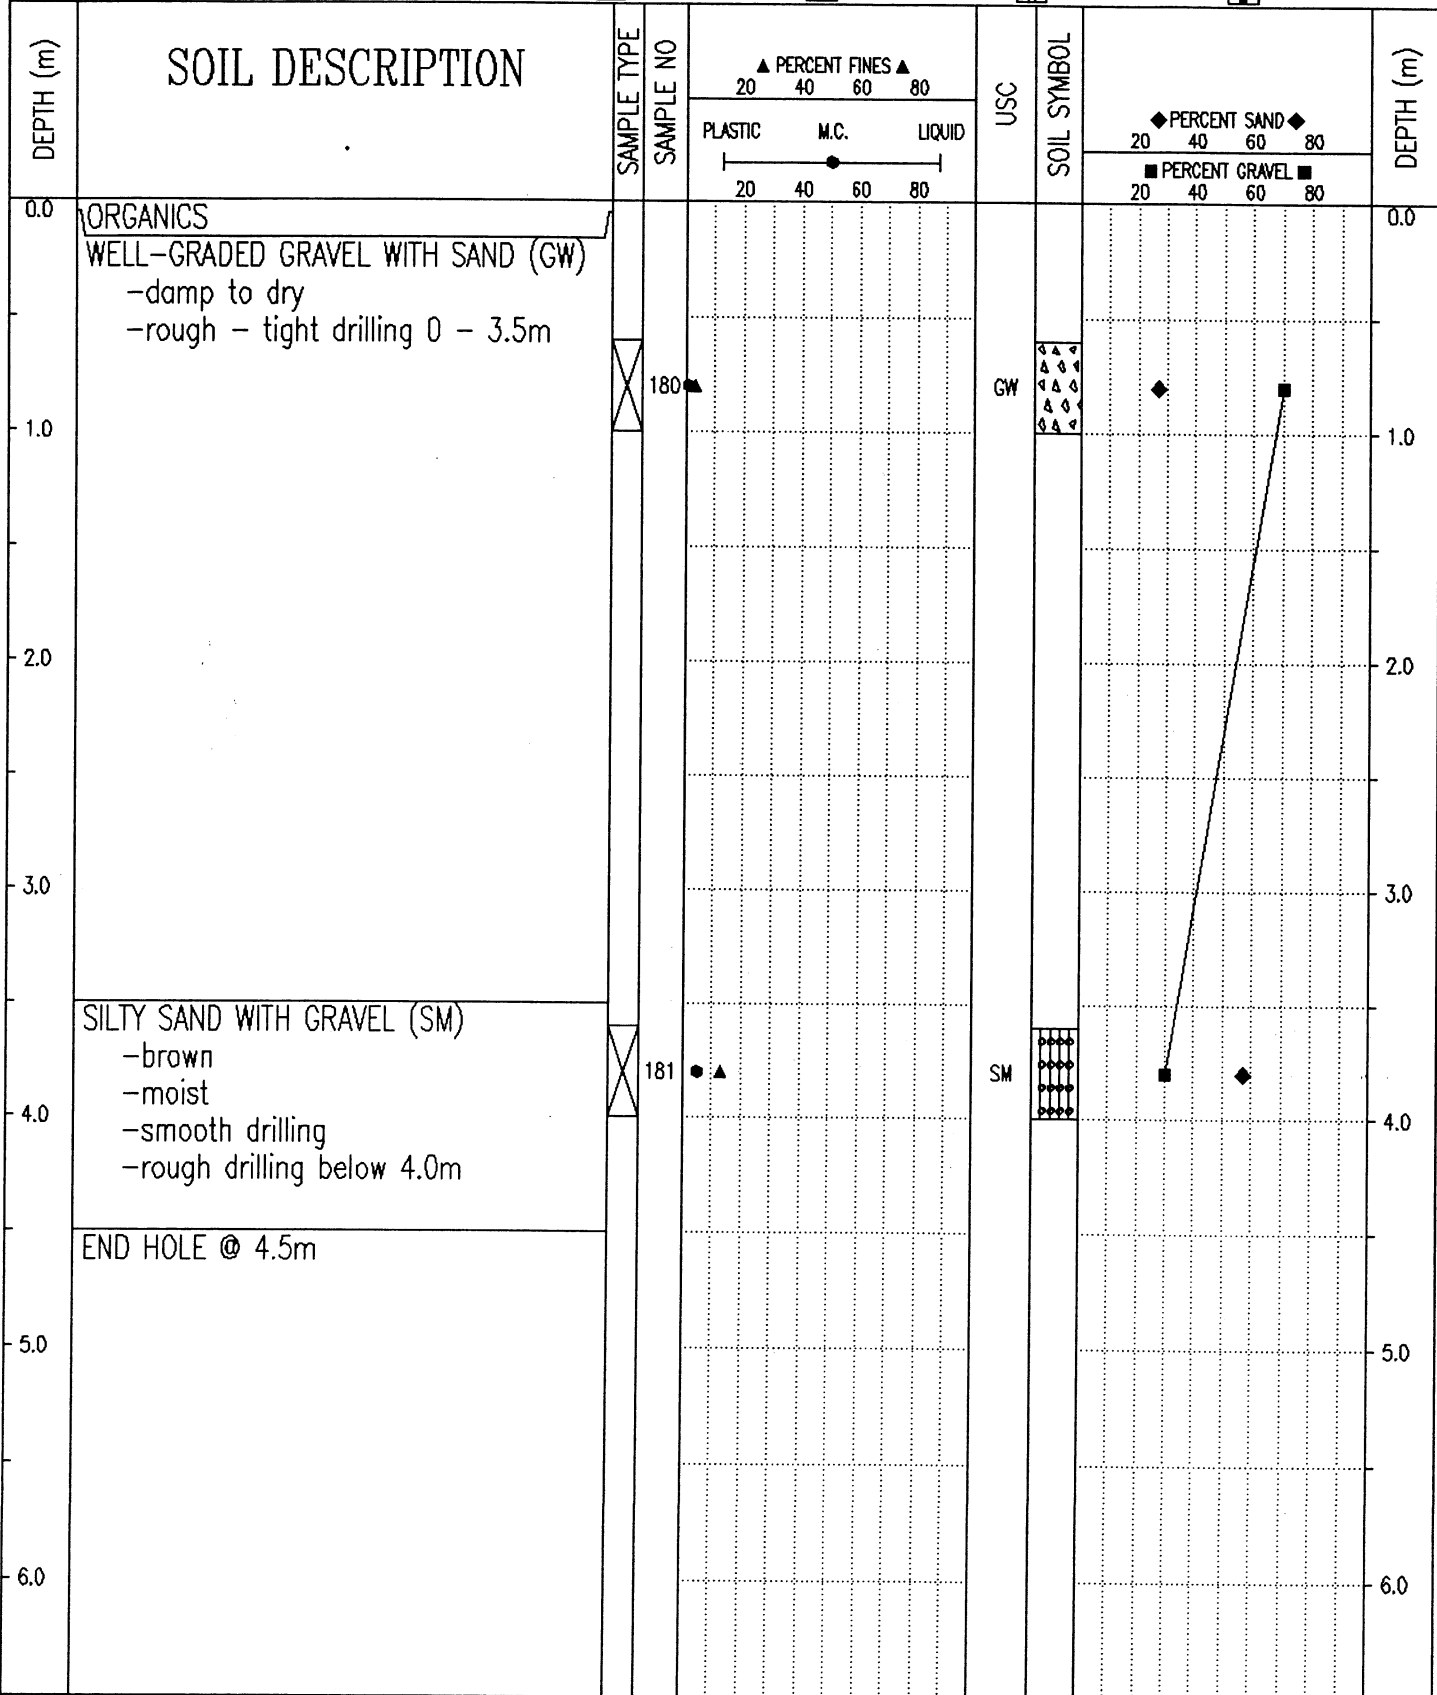 DEPTH (m)
SOIL DESCRIPTION
SAMPLE TYPE
SAMPLE NO
▲ PERCENT FINES ▲
20 40 60 80
PLASTIC M.C. LIQUID
20 40 60 80
USC
SOIL SYMBOL
◆ PERCENT SAND ◆
20 40 60 80
■ PERCENT GRAVEL ■
20 40 60 80
DEPTH (m)
0.0 ORGANICS 0.0
WELL-GRADED GRAVEL WITH SAND (GW)
-damp to dry
-rough - tight drilling 0 - 3.5m
180 GW
1.0 1.0
2.0 2.0
3.0 3.0
SILTY SAND WITH GRAVEL (SM)
-brown
181 SM
-moist
4.0 4.0
-smooth drilling
-rough drilling below 4.0m
END HOLE @ 4.5m
5.0 5.0
6.0 6.0